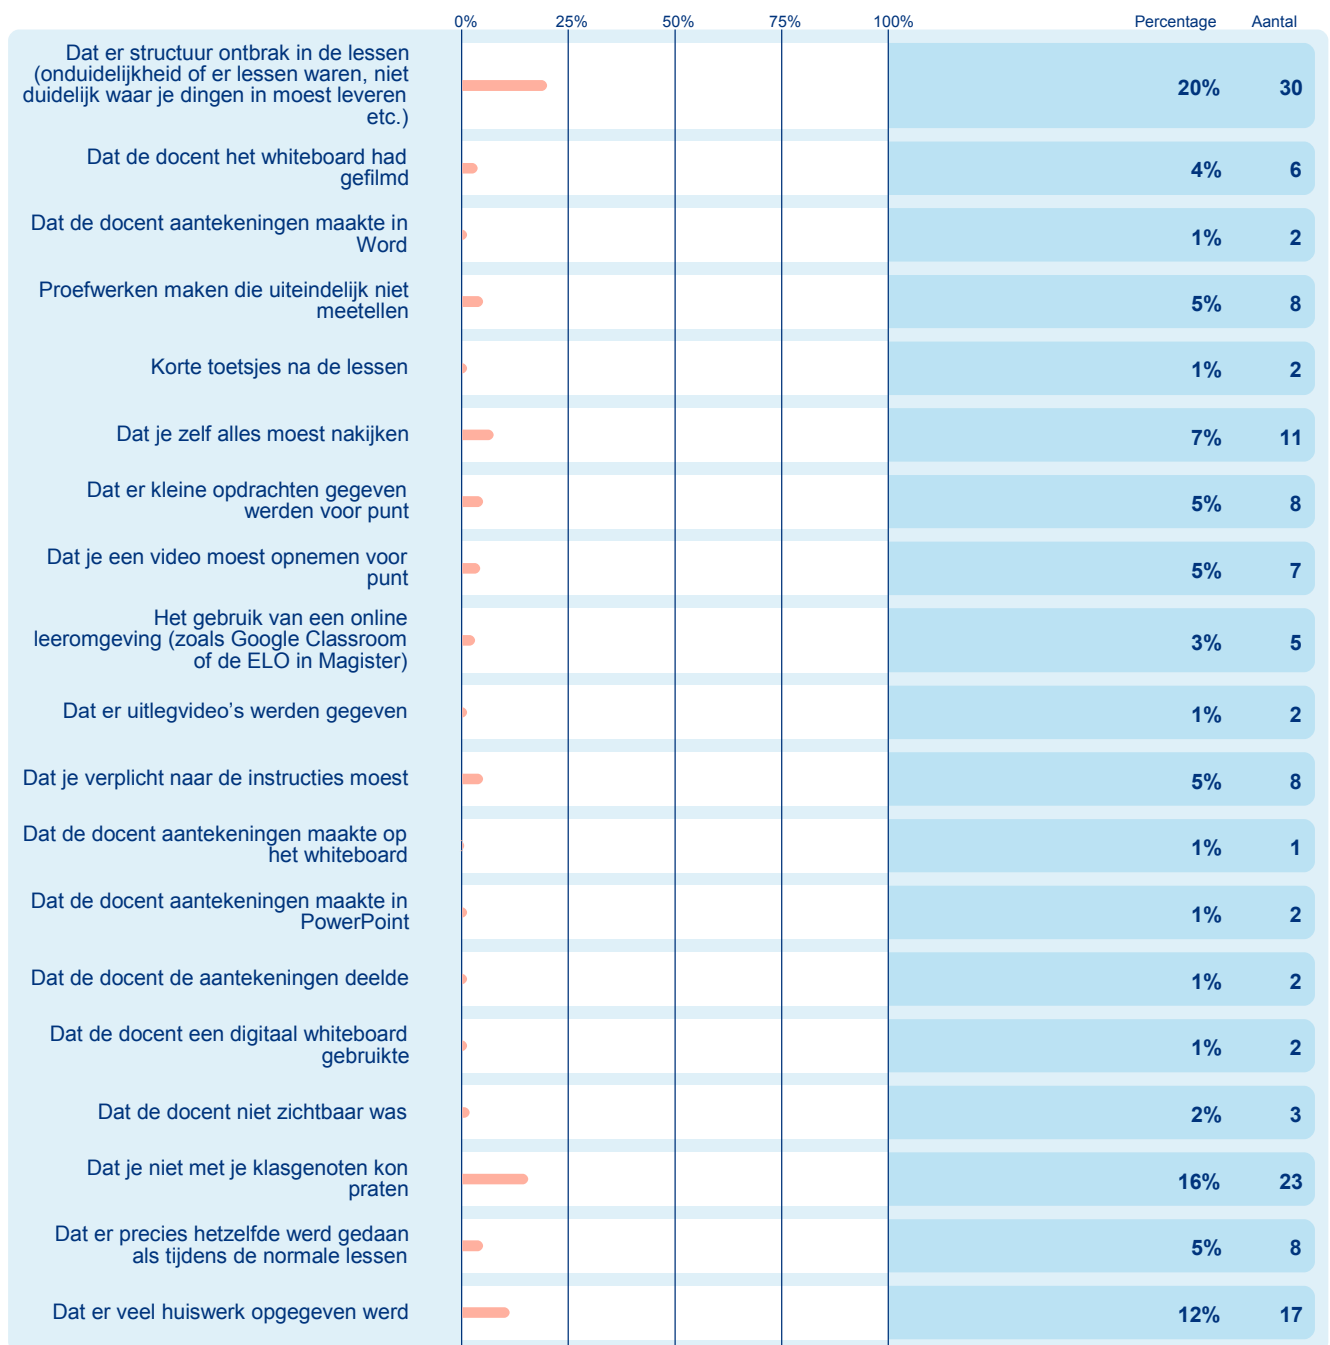 0% 25% 50% 75% 100% Percentage Aantal
Dat er structuur ontbrak in de lessen
(onduidelijkheid of er lessen waren, niet
duidelijk waar je dingen in moest leveren
etc.)
20% 30
Dat de docent het whiteboard had
gefilmd
4% 6
Dat de docent aantekeningen maakte in
Word
1% 2
Proefwerken maken die uiteindelijk niet
meetellen
5% 8
Korte toetsjes na de lessen
1% 2
Dat je zelf alles moest nakijken
7% 11
Dat er kleine opdrachten gegeven
werden voor punt
5% 8
Dat je een video moest opnemen voor
punt
5% 7
Het gebruik van een online
leeromgeving (zoals Google Classroom
of de ELO in Magister)
3% 5
Dat er uitlegvideo’s werden gegeven
1% 2
Dat je verplicht naar de instructies moest
5% 8
Dat de docent aantekeningen maakte op
het whiteboard
1% 1
Dat de docent aantekeningen maakte in
PowerPoint
1% 2
Dat de docent de aantekeningen deelde
1% 2
Dat de docent een digitaal whiteboard
gebruikte
1% 2
Dat de docent niet zichtbaar was
2% 3
Dat je niet met je klasgenoten kon
praten
16% 23
Dat er precies hetzelfde werd gedaan
als tijdens de normale lessen
5% 8
Dat er veel huiswerk opgegeven werd
12% 17